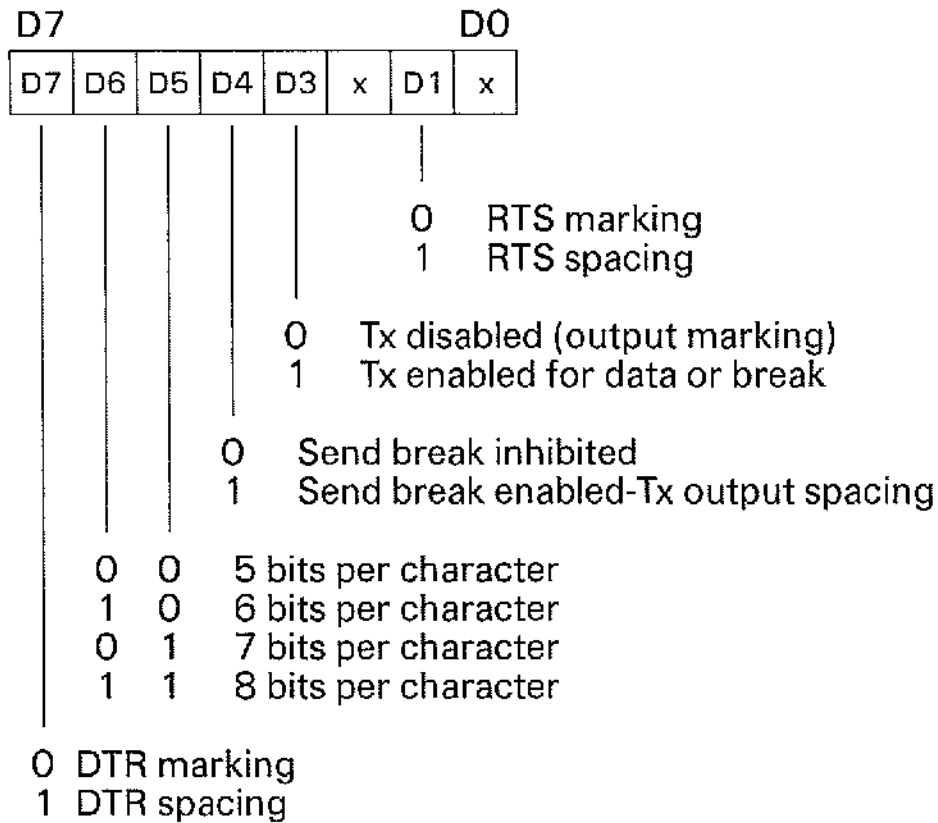 D7 D0
D7 D6 D5 D4 D3 x D1 x
0 RTS marking
1 RTS spacing
0 Tx disabled (output marking)
1 Tx enabled for data or break
0 Send break inhibited
1 Send break enabled-Tx output spacing
0 0 5 bits per character
1 0 6 bits per character
0 1 7 bits per character
1 1 8 bits per character
0 DTR marking
1 DTR spacing